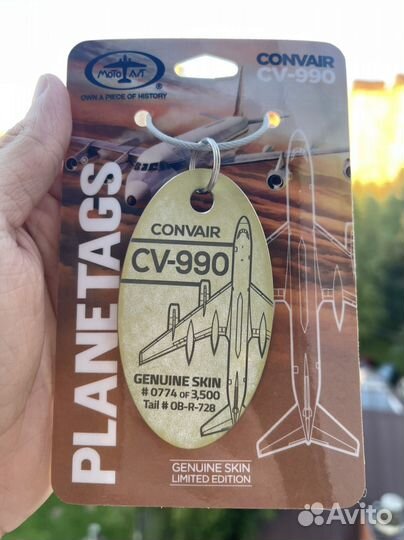 MotoArt
®
OWN A PIECE OF HISTORY
CONVAIR
CV-990
PLANETAGS
CONVAIR
CV-990
GENUINE SKIN
# 0774 OF 3,500
Tail # OB-R-728
GENUINE SKIN
LIMITED EDITION
Avito